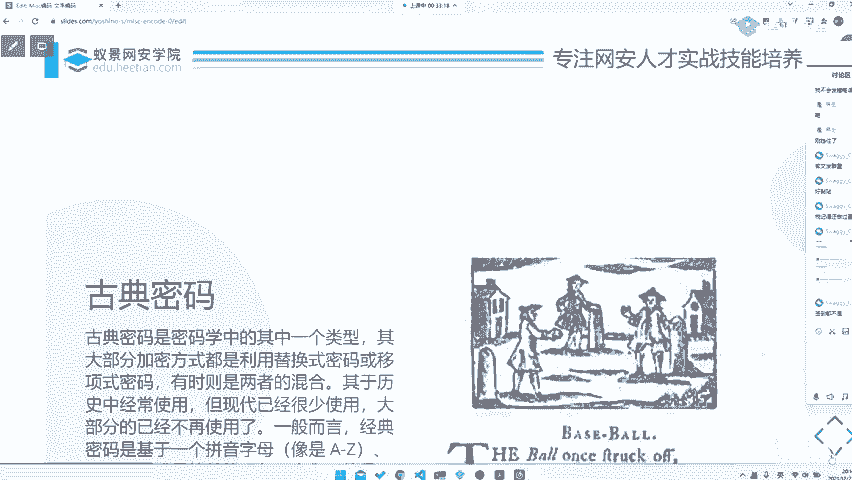 slides.com/yoshino-s/misc-encode-0/edit
上课中 00:33:18
蚁景网安学院
edu.heetian.com
专注网安人才实战技能培养
讨论区
古典密码
古典密码是密码学中的其中一个类型，其
大部分加密方式都是利用替换式密码或移
项式密码，有时则是两者的混合。其于历
史中经常使用，但现代已经很少使用，大
部分的已经不再使用了。一般而言，经典
密码是基于一个拼音字母（像是 A-Z）、
BASE-BALL.
THE Ball once struck off,